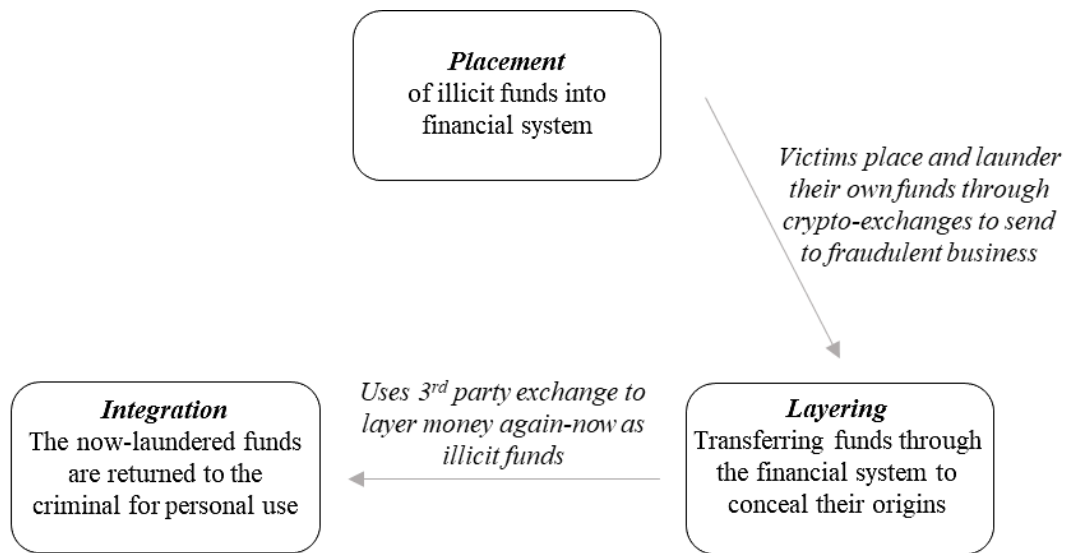 Placement
of illicit funds into
financial system
Victims place and launder
their own funds through
crypto-exchanges to send
to fraudulent business
Integration
The now-laundered funds
are returned to the
criminal for personal use
Uses 3rd party exchange to
layer money again-now as
illicit funds
Layering
Transferring funds through
the financial system to
conceal their origins